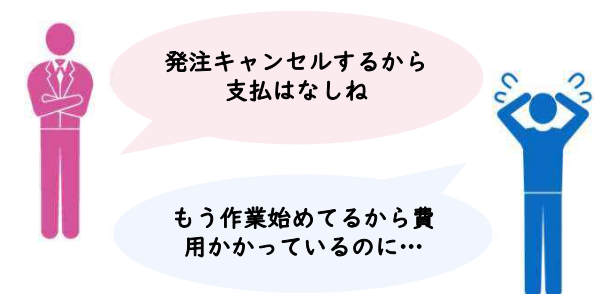 発注キャンセルするから
支払はなしね
もう作業始めてるから費
用かかっているのに…